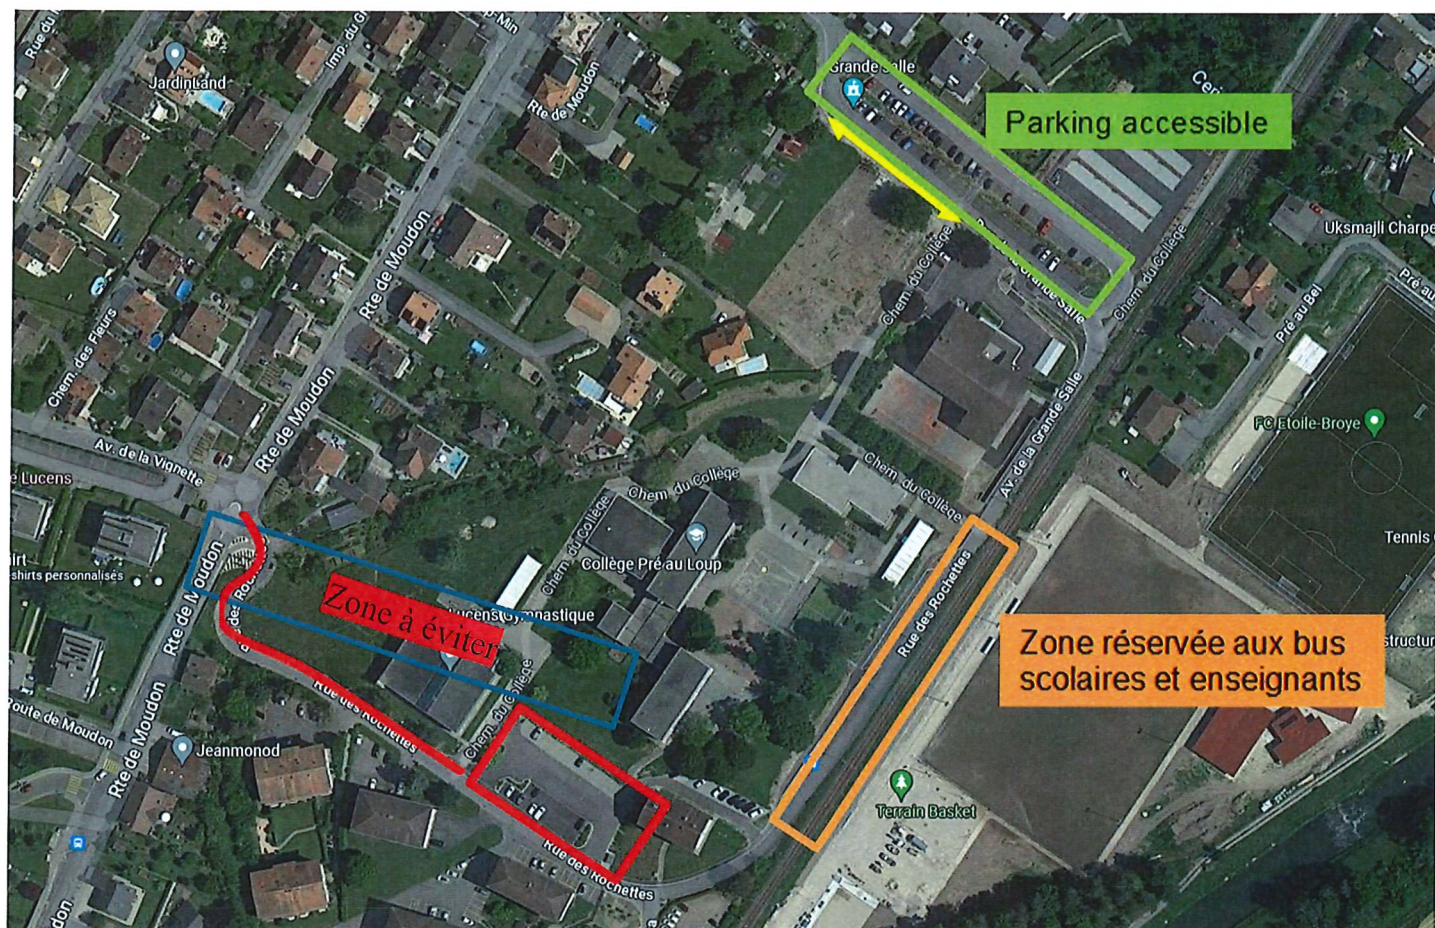 JardinLand
Rte de Moudon
Grande Salle
Parking accessible
Uksmajli Charpe
Rte de Moudon
Chem. du Collège
Chem. du Collège
Pré au Bel
Chem. des Fleurs
Rte de Moudon
Av. de la Grande Salle
FC Etoile-Broye
Av. de la Vignette
e Lucens
Chem. du Collège
Chem. du Collège
Chem. du Collège
Collège Pré au Loup
Tennis
shirts personnalisés
Rte de Moudon
Zone à éviter
Lucens Gymnastique
Rue des Rochettes
Zone réservée aux bus
scolaires et enseignants
Rue des Rochettes
Chem. du Collège
Route de Moudon
Jeanmonod
Rte de Moudon
Terrain Basket
Rue des Rochettes